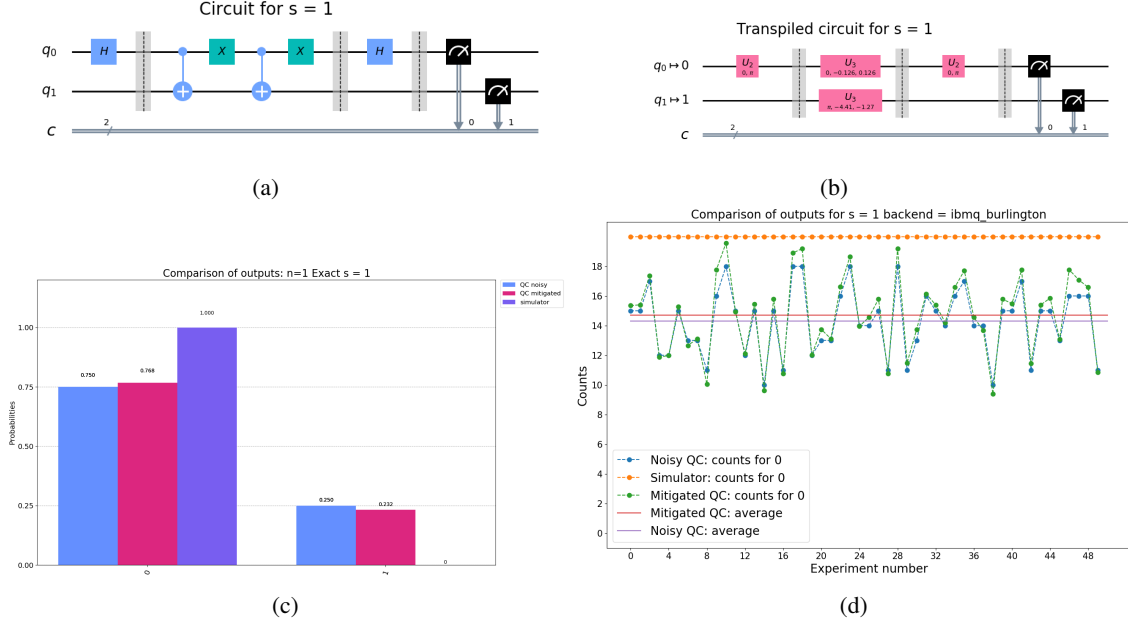 Circuit for s = 1
q0 H X X H
q1
c 2 0 1
(a)
Transpiled circuit for s = 1
q0 ↦ 0 U2 0, π U3 0, −0.126, 0.126 U2 0, π
q1 ↦ 1 U3 π, −4.41, −1.27
c 2 0 1
(b)
Comparison of outputs: n=1 Exact s = 1
QC noisy
QC mitigated
simulator
Probabilities
1.00
0.75
0.50
0.25
0.00
0.750
0.768
1.000
0.250
0.232
0
0 1
(c)
Comparison of outputs for s = 1 backend = ibmq_burlington
Counts
18
16
14
12
10
8
6
4
2
0
Noisy QC: counts for 0
Simulator: counts for 0
Mitigated QC: counts for 0
Mitigated QC: average
Noisy QC: average
0 4 8 12 16 20 24 28 32 36 40 44 48
Experiment number
(d)